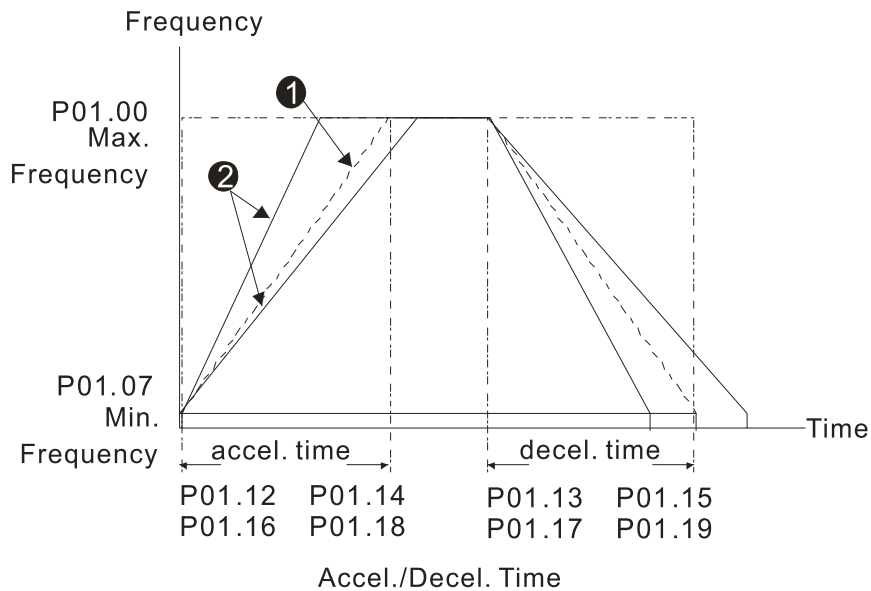 Frequency
1
P01.00
Max.
Frequency
2
P01.07
Min.
Frequency
Time
accel. time
decel. time
P01.12 P01.14
P01.16 P01.18
P01.13 P01.15
P01.17 P01.19
Accel./Decel. Time